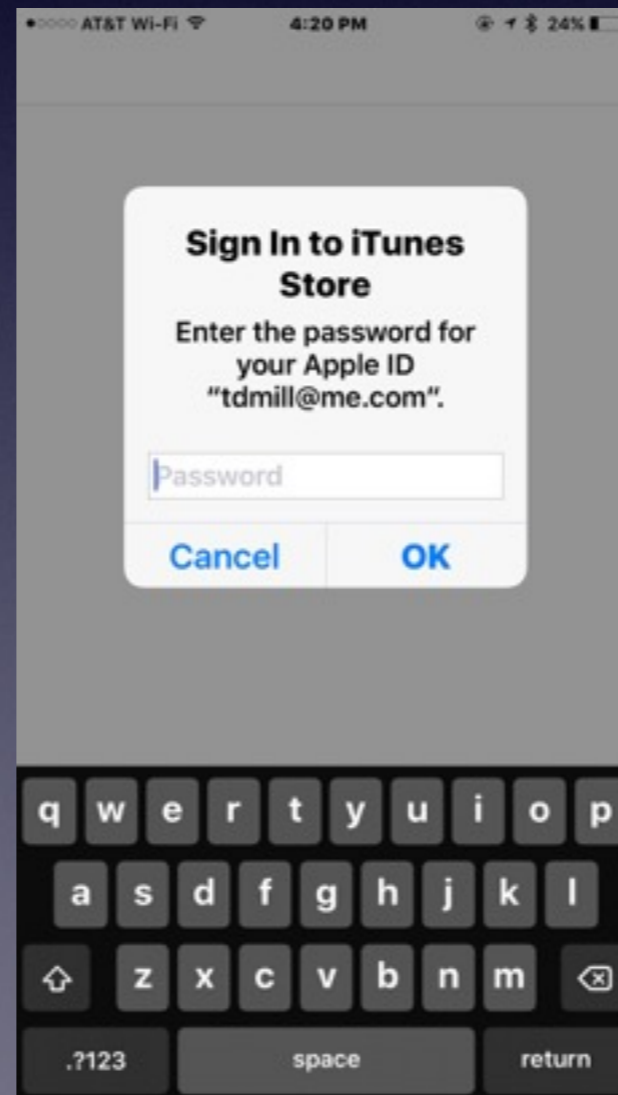 AT&T Wi-Fi 4:20 PM 24%
Sign In to iTunes
Store
Enter the password for
your Apple ID
“tdmill@me.com”.
Password
Cancel OK
q w e r t y u i o p
a s d f g h j k l
z x c v b n m
.?123 space return